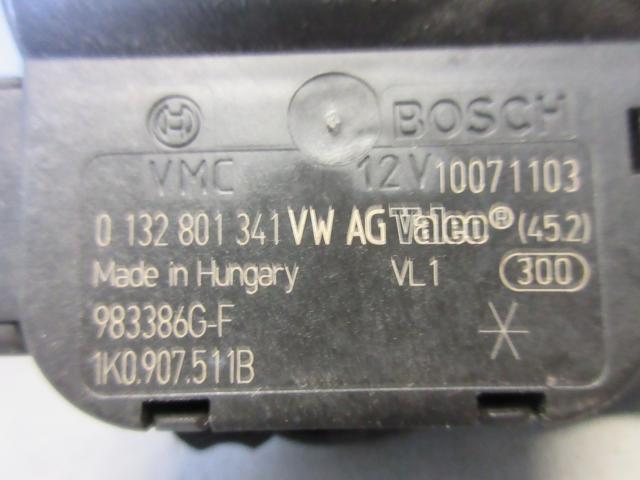 BOSCH
VMC 12V 10071103
0 132 801 341 VW AG Valeo® (45.2)
Made in Hungary VL1 300
983386G-F
1K0.907.511B